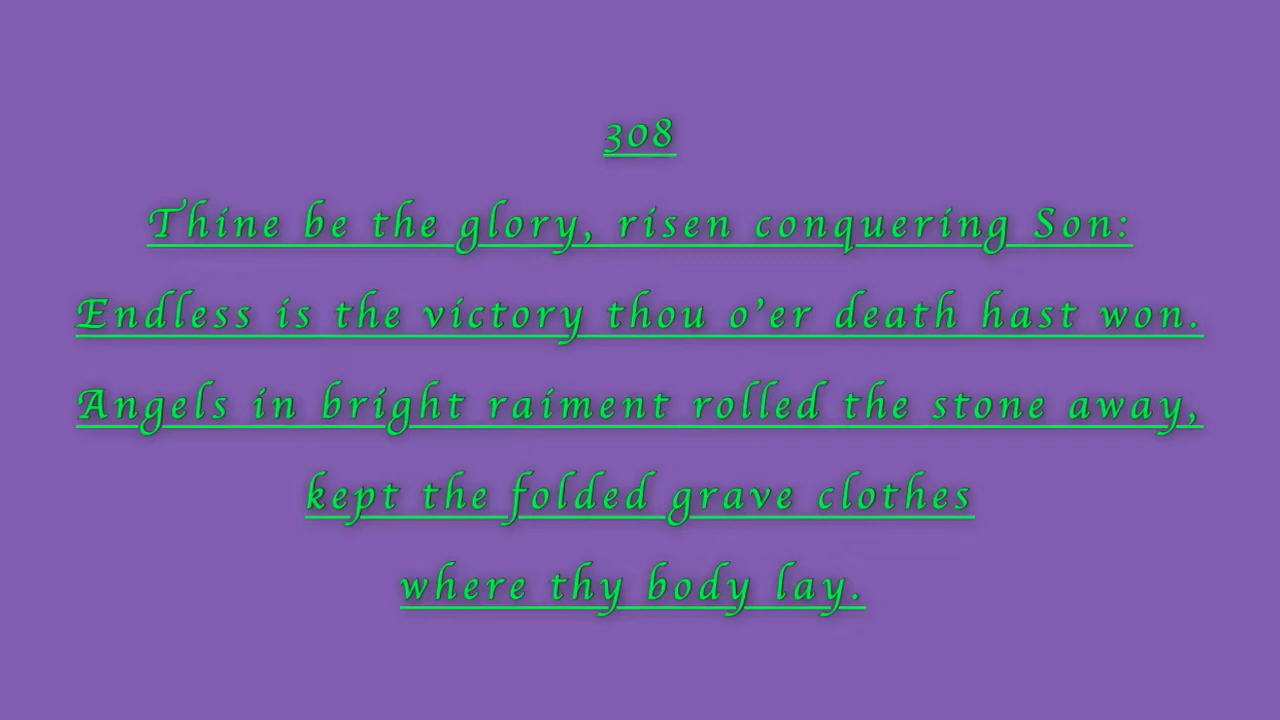 308
Thine be the glory, risen conquering Son:
Endless is the victory thou o’er death hast won.
Angels in bright raiment rolled the stone away,
kept the folded grave clothes
where thy body lay.